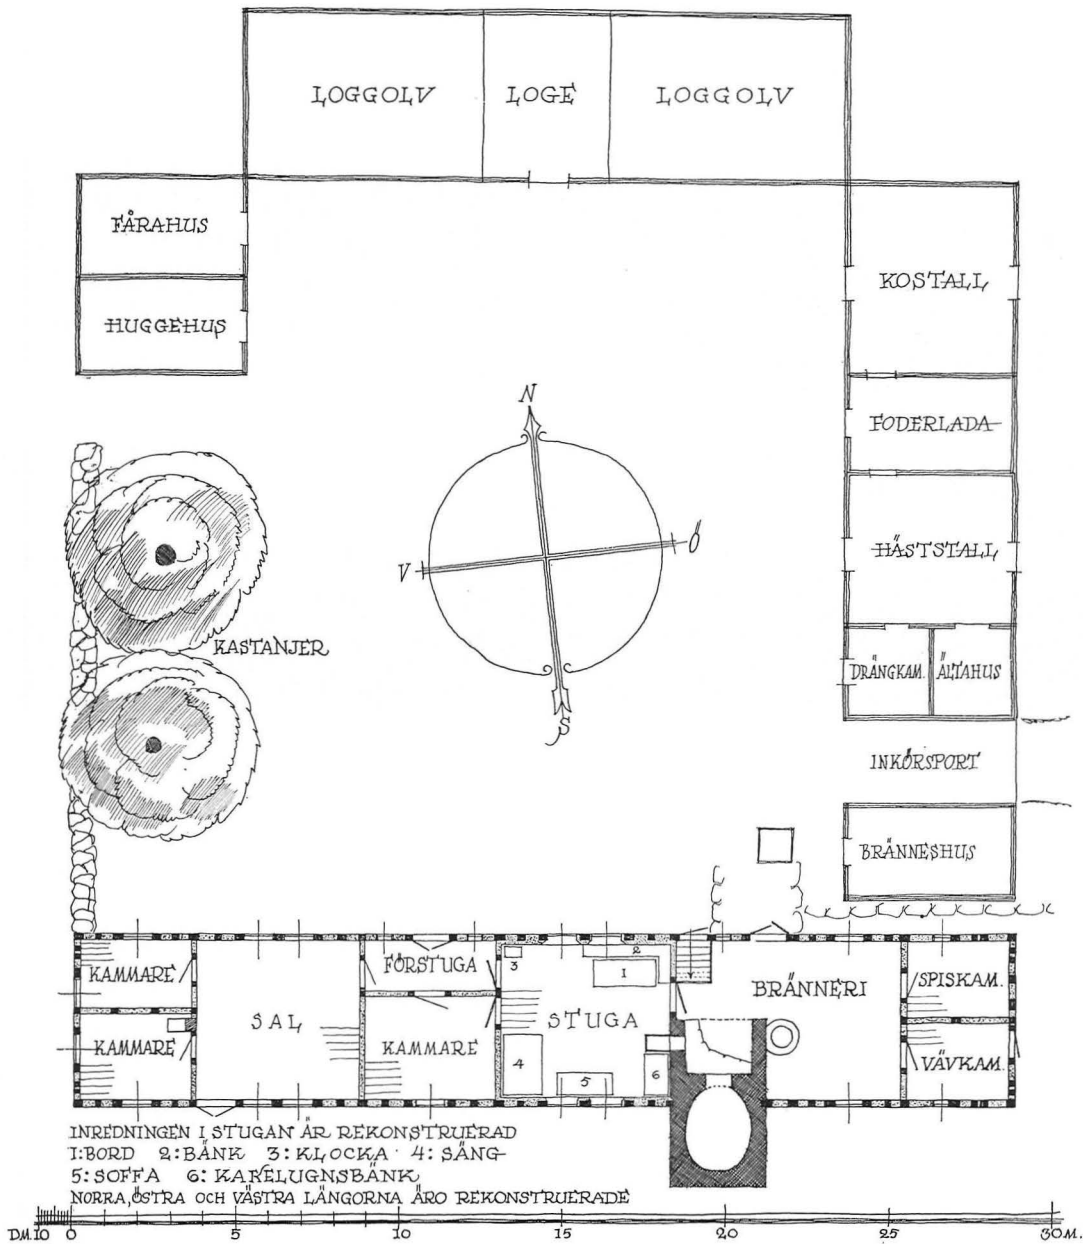 LOGGOLV LOGE LOGGOLV
FÅRAHUS
HUGGEHUS
KOSTALL
FODERLADA
HÄSTSTALL
DRÄNGKAM. ÄLTAHUS
INKÖRSPORT
BRÄNNESHUS
N
V Ö
S
KASTANJER
KAMMARE
KAMMARE
SAL
FÖRSTUGA
KAMMARE
3
2
1
STUGA
4
5
6
BRÄNNERI
SPISKAM.
VÄVKAM.
INREDNINGEN I STUGAN ÄR REKONSTRUERAD
1:BORD 2:BÄNK 3:KLOCKA 4:SÄNG
5:SOFFA 6:KAKELUGNSBÄNK
NORRA, ÖSTRA OCH VÄSTRA LÄNGORNA ÄRO REKONSTRUERADE
DM.10 0 5 10 15 20 25 30 M.